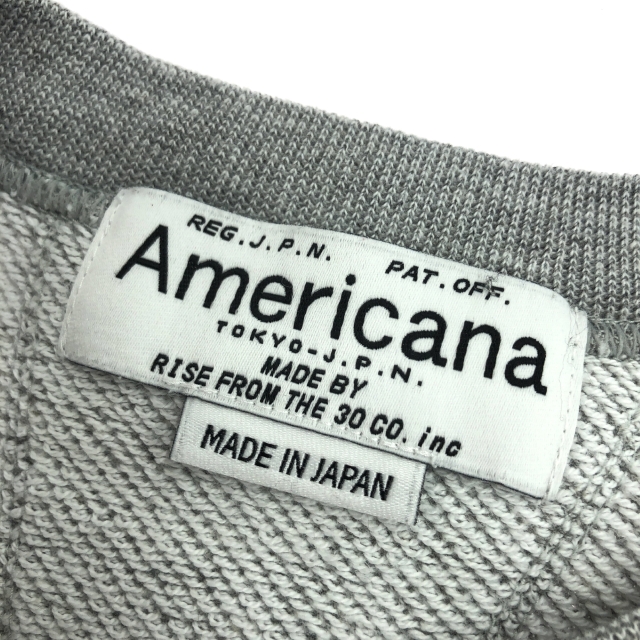 REG.J.P.N. PAT.OFF.
Americana
TOKYO-J.P.N.
MADE BY
RISE FROM THE 30 CO. inc
MADE IN JAPAN